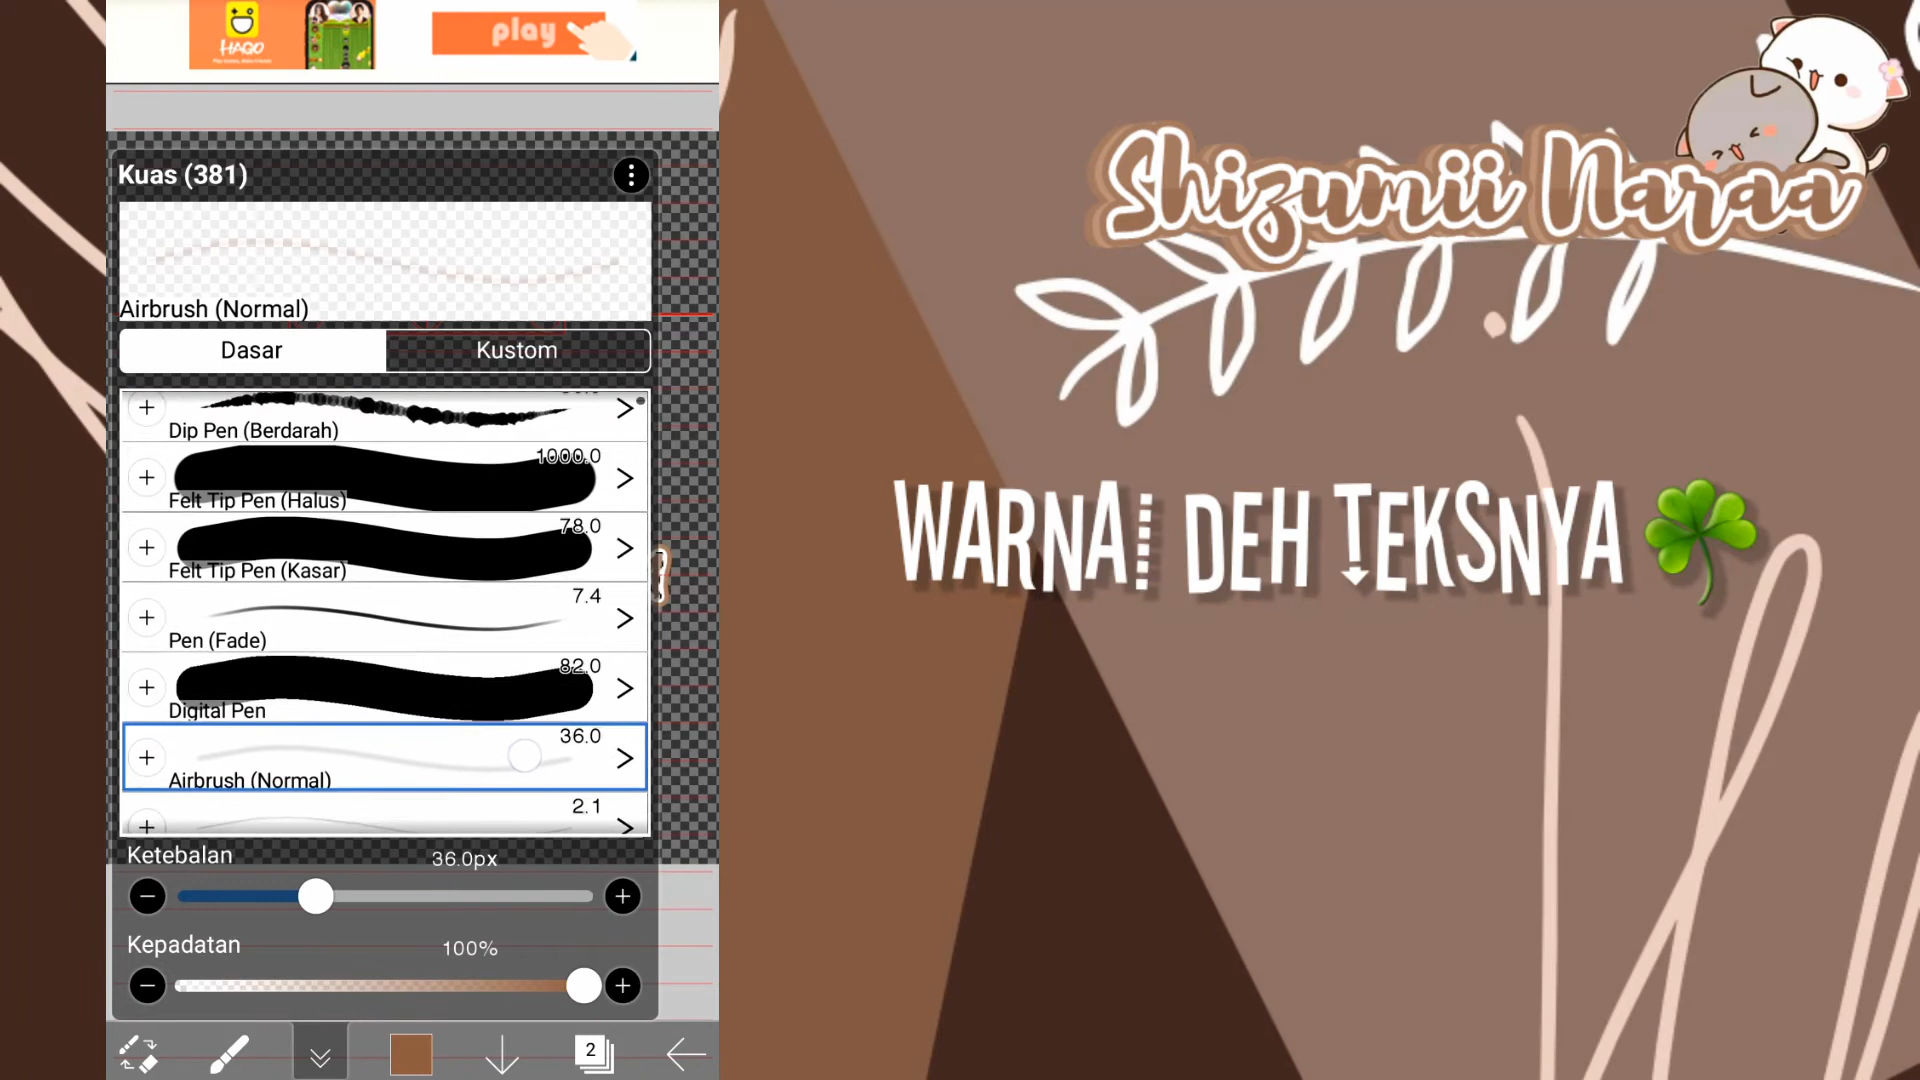 HAGO
play
Kuas (381)
Airbrush (Normal)
Dasar
Kustom
Dip Pen (Berdarah)
1000.0
Felt Tip Pen (Halus)
78.0
Felt Tip Pen (Kasar)
7.4
Pen (Fade)
82.0
Digital Pen
36.0
Airbrush (Normal)
2.1
Ketebalan
36.0px
Kepadatan
100%
2
Shizumii Naraa
WARNAI DEH TEKSNYA ☘️